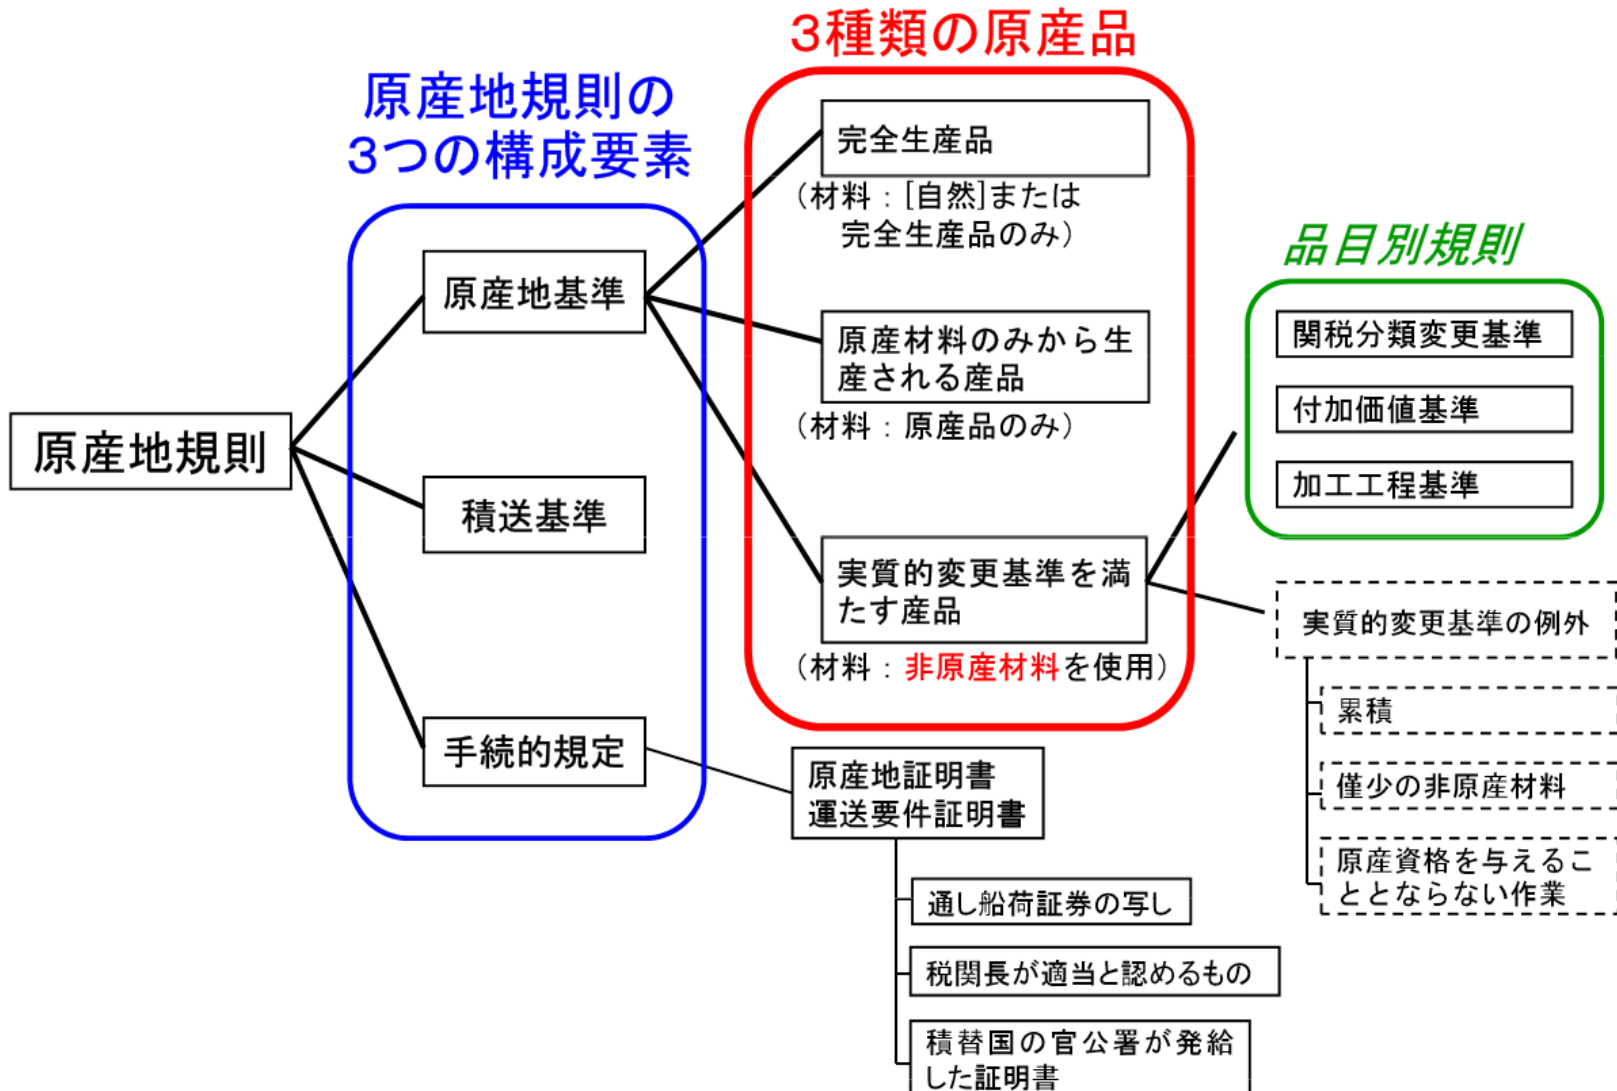 3種類の原産品
原産地規則の
3つの構成要素
完全生産品
(材料：[自然]または
完全生産品のみ)
品目別規則
原産地基準
関税分類変更基準
原産材料のみから生
産される産品
付加価値基準
(材料：原産品のみ)
原産地規則
加工工程基準
積送基準
実質的変更基準を満
たす産品
実質的変更基準の例外
(材料：非原産材料を使用)
累積
手続的規定
原産地証明書
運送要件証明書
僅少の非原産材料
原産資格を与えるこ
ととならない作業
通し船荷証券の写し
税関長が適当と認めるもの
積替国の官公署が発給
した証明書